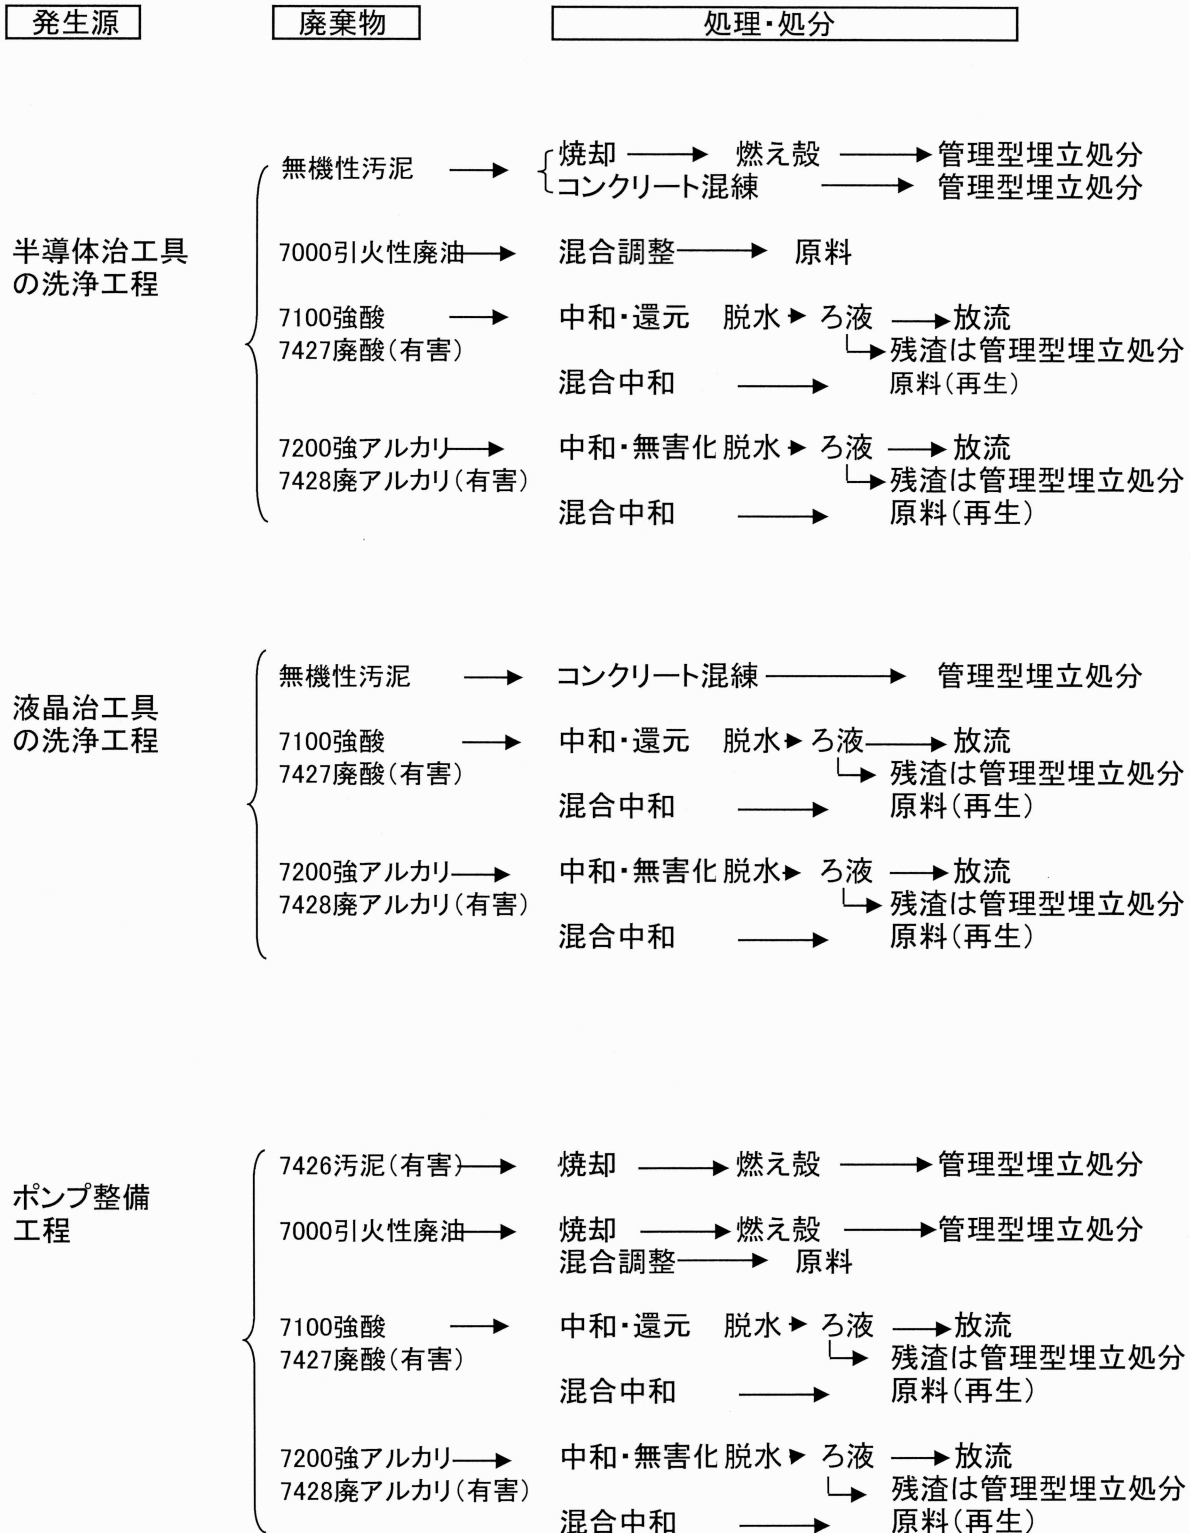 発生源 廃棄物 処理・処分
無機性汚泥 → 焼却 → 燃え殻 → 管理型埋立処分
コンクリート混練 → 管理型埋立処分
半導体治工具
の洗浄工程
7000引火性廃油 → 混合調整 → 原料
7100強酸 → 中和・還元 脱水 → ろ液 → 放流
7427廃酸(有害) 残渣は管理型埋立処分
混合中和 → 原料(再生)
7200強アルカリ → 中和・無害化 脱水 → ろ液 → 放流
7428廃アルカリ(有害) 残渣は管理型埋立処分
混合中和 → 原料(再生)
無機性汚泥 → コンクリート混練 → 管理型埋立処分
液晶治工具
の洗浄工程
7100強酸 → 中和・還元 脱水 → ろ液 → 放流
7427廃酸(有害) 残渣は管理型埋立処分
混合中和 → 原料(再生)
7200強アルカリ → 中和・無害化 脱水 → ろ液 → 放流
7428廃アルカリ(有害) 残渣は管理型埋立処分
混合中和 → 原料(再生)
7426汚泥(有害) → 焼却 → 燃え殻 → 管理型埋立処分
ポンプ整備
工程
7000引火性廃油 → 焼却 → 燃え殻 → 管理型埋立処分
混合調整 → 原料
7100強酸 → 中和・還元 脱水 → ろ液 → 放流
7427廃酸(有害) 残渣は管理型埋立処分
混合中和 → 原料(再生)
7200強アルカリ → 中和・無害化 脱水 → ろ液 → 放流
7428廃アルカリ(有害) 残渣は管理型埋立処分
混合中和 → 原料(再生)